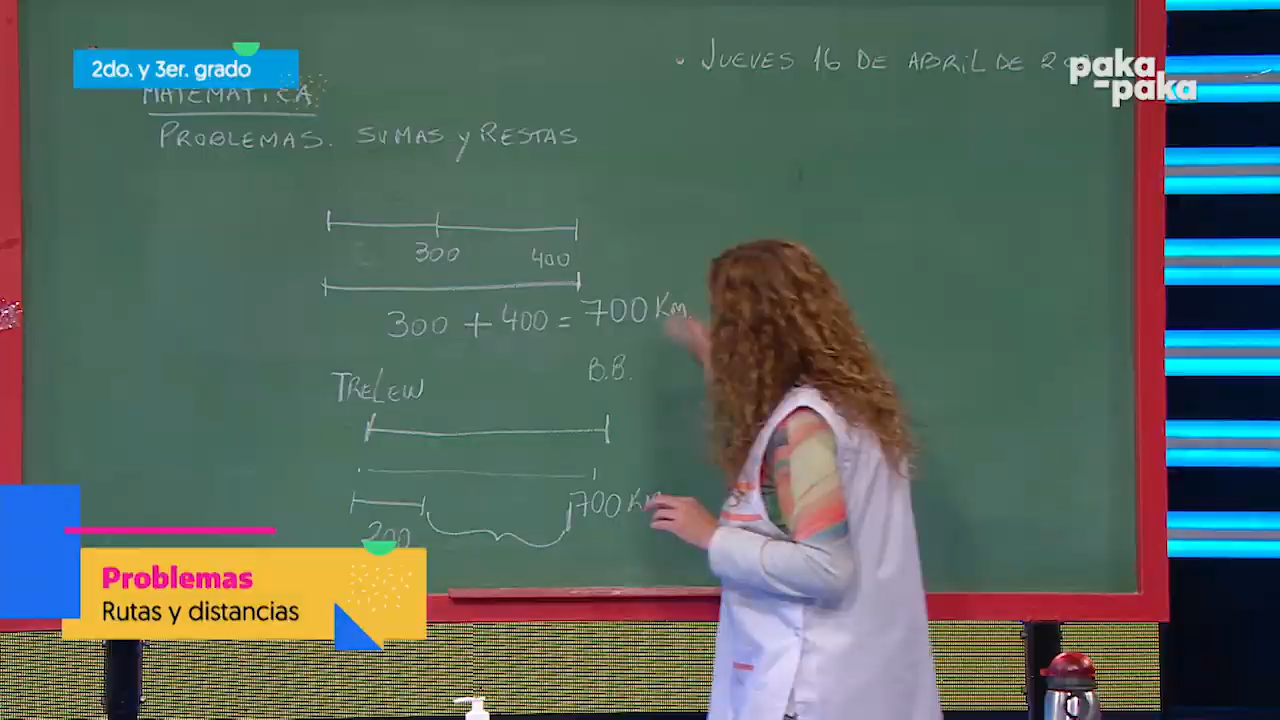 2do. y 3er. grado
JUEVES 16 DE ABRIL DE
paka
-paka
MATEMÁTICA
PROBLEMAS. SUMAS y RESTAS
300 400
300 + 400 = 700 Km.
B.B.
TRELEW
700 Km
200
Problemas
Rutas y distancias